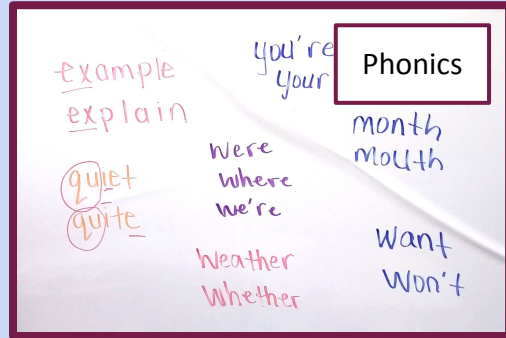 example
explain
quiet
quite
you're
your
were
where
we're
weather
whether
Phonics
month
mouth
want
won't